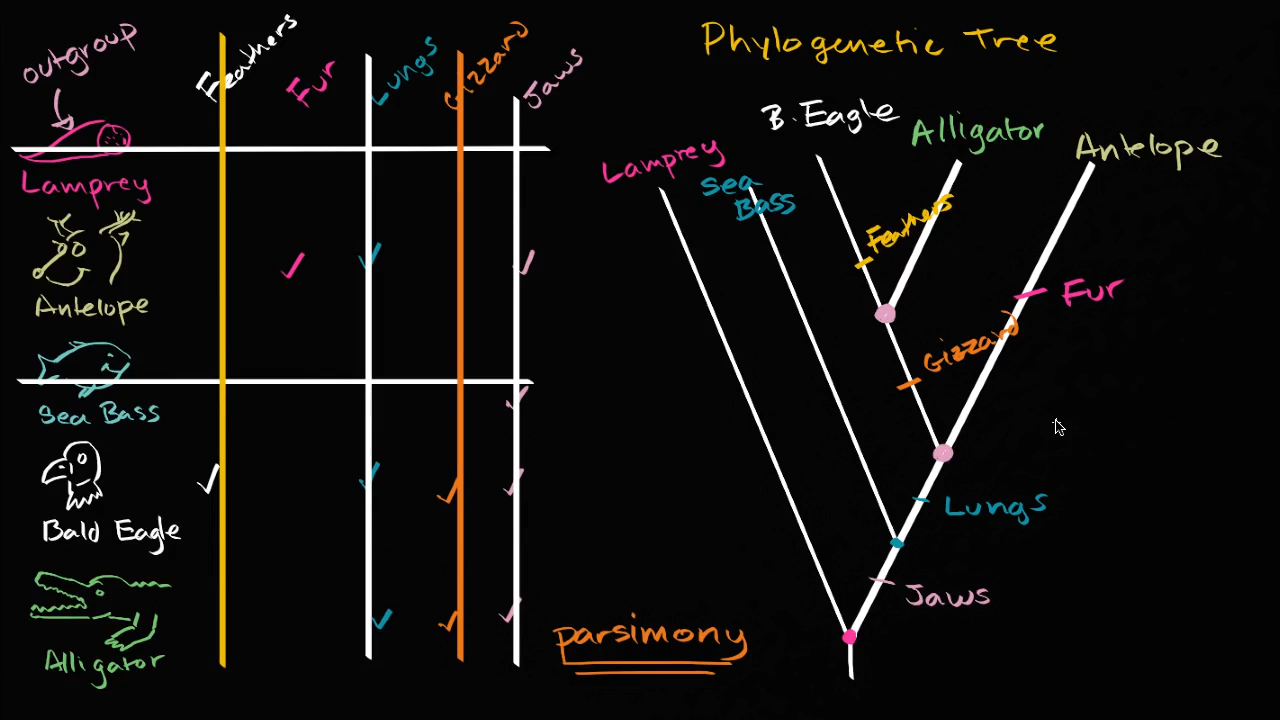 outgroup
Feathers
Fur
Lungs
Gizzard
Jaws
Lamprey
Antelope
Sea Bass
Bald Eagle
Alligator
Phylogenetic Tree
Lamprey
Sea
Bass
B. Eagle
Alligator
Antelope
Feathers
Fur
Gizzard
Lungs
Jaws
parsimony